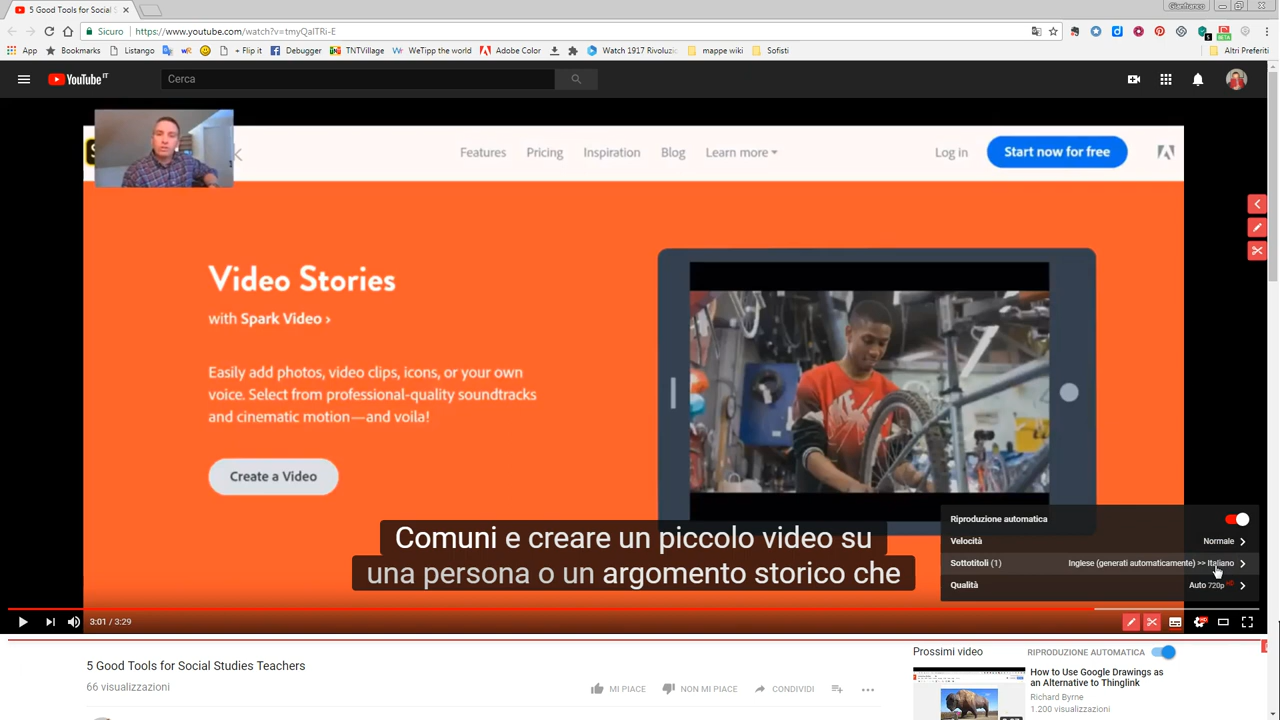 5 Good Tools for Social S
Gianfranco
Sicuro
https://www.youtube.com/watch?v=tmyQaITRi-E
App
Bookmarks
Listango
+ Flip it
Debugger
TNTVillage
WeTipp the world
Adobe Color
Watch 1917 Rivoluzi
mappe wiki
Sofisti
Altri Preferiti
YouTube IT
Cerca
Features
Pricing
Inspiration
Blog
Learn more
Log in
Start now for free
Video Stories
with Spark Video ›
Easily add photos, video clips, icons, or your own
voice. Select from professional-quality soundtracks
and cinematic motion—and voila!
Create a Video
Comuni e creare un piccolo video su
una persona o un argomento storico che
Riproduzione automatica
Velocità Normale
Sottotitoli (1) Inglese (generati automaticamente) >> Italiano
Qualità Auto 720p HD
3:01 / 3:29
5 Good Tools for Social Studies Teachers
66 visualizzazioni
MI PIACE
NON MI PIACE
CONDIVIDI
Prossimi video
RIPRODUZIONE AUTOMATICA
How to Use Google Drawings as
an Alternative to Thinglink
Richard Byrne
1.200 visualizzazioni